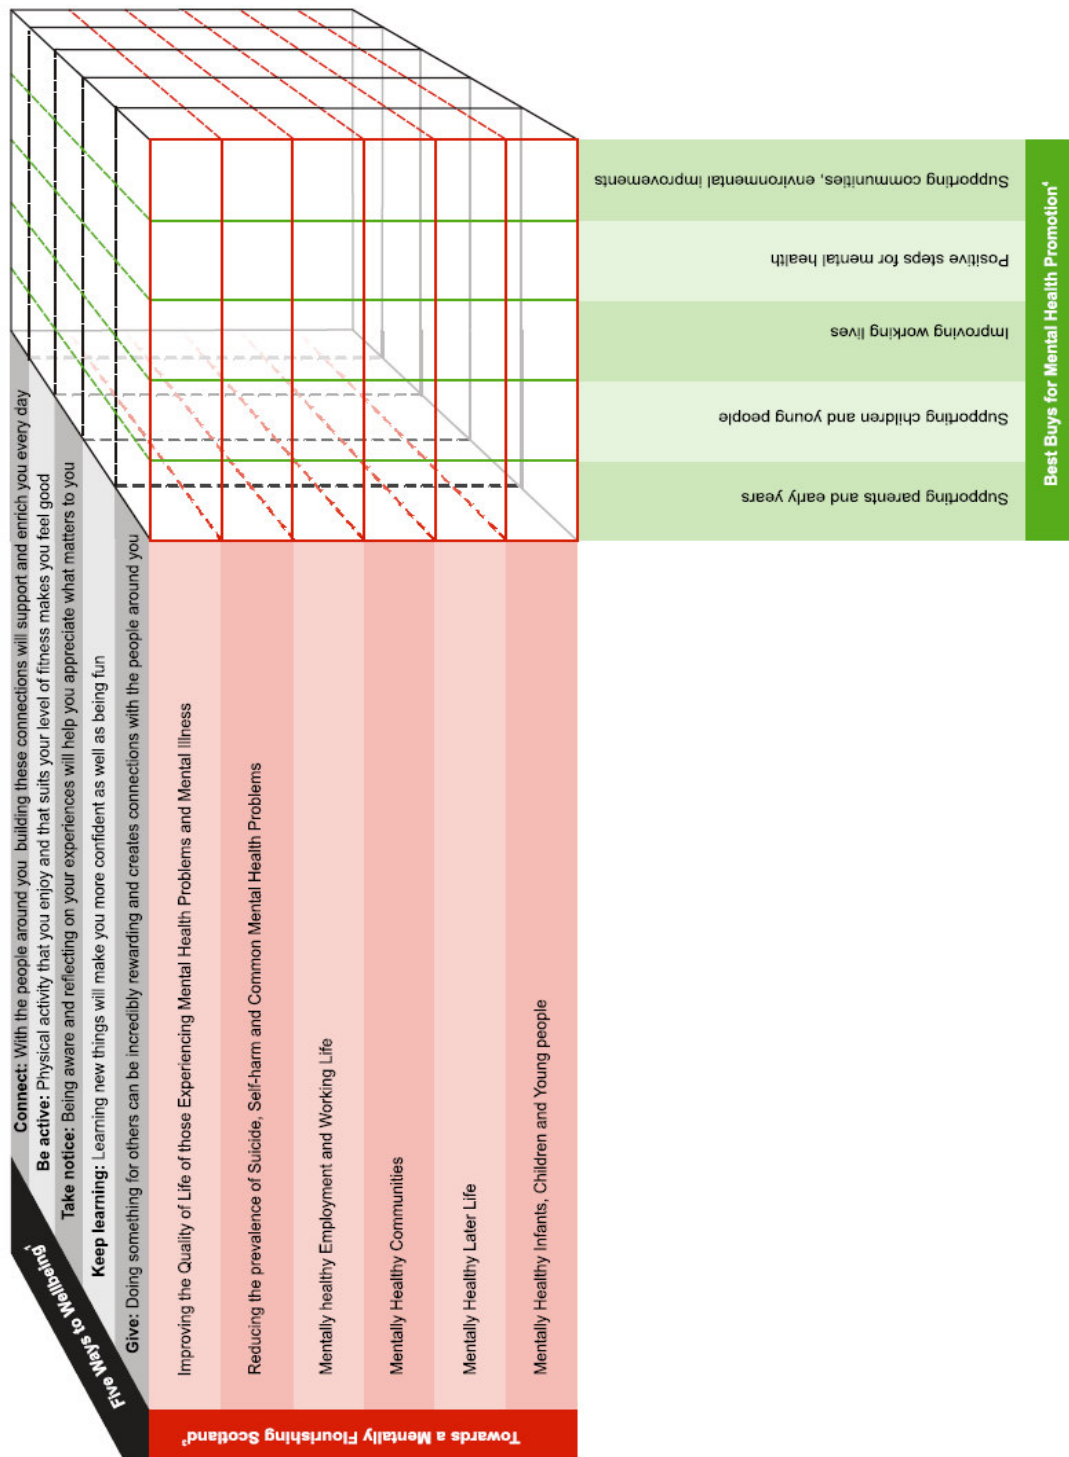 Five Ways to Wellbeing¹
Connect: With the people around you building these connections will support and enrich you every day
Be active: Physical activity that you enjoy and that suits your level of fitness makes you feel good
Take notice: Being aware and reflecting on your experiences will help you appreciate what matters to you
Keep learning: Learning new things will make you more confident as well as being fun
Give: Doing something for others can be incredibly rewarding and creates connections with the people around you
Towards a Mentally Flourishing Scotland³
Improving the Quality of Life of those Experiencing Mental Health Problems and Mental Illness
Reducing the prevalence of Suicide, Self-harm and Common Mental Health Problems
Mentally healthy Employment and Working Life
Mentally Healthy Communities
Mentally Healthy Later Life
Mentally Healthy Infants, Children and Young people
Supporting parents and early years
Supporting children and young people
Improving working lives
Positive steps for mental health
Supporting communities, environmental improvements
Best Buys for Mental Health Promotion⁴